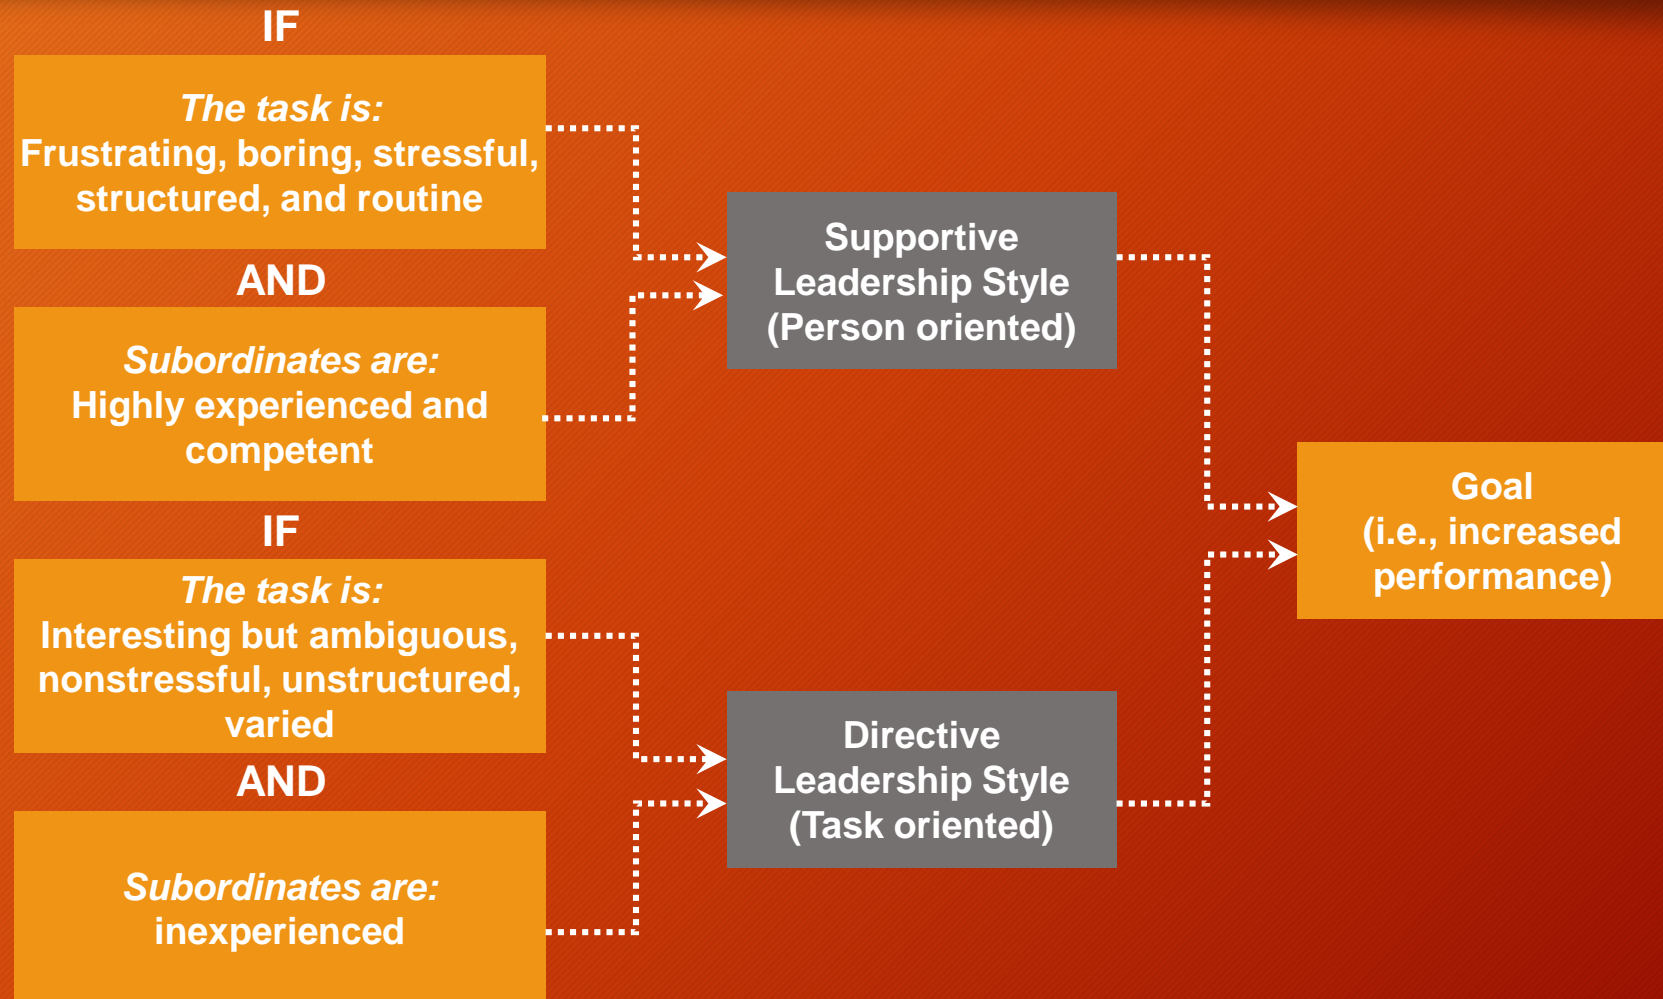 IF
The task is:
Frustrating, boring, stressful,
structured, and routine
AND
Subordinates are:
Highly experienced and
competent
IF
The task is:
Interesting but ambiguous,
nonstressful, unstructured,
varied
AND
Subordinates are:
inexperienced
Supportive
Leadership Style
(Person oriented)
Directive
Leadership Style
(Task oriented)
Goal
(i.e., increased
performance)